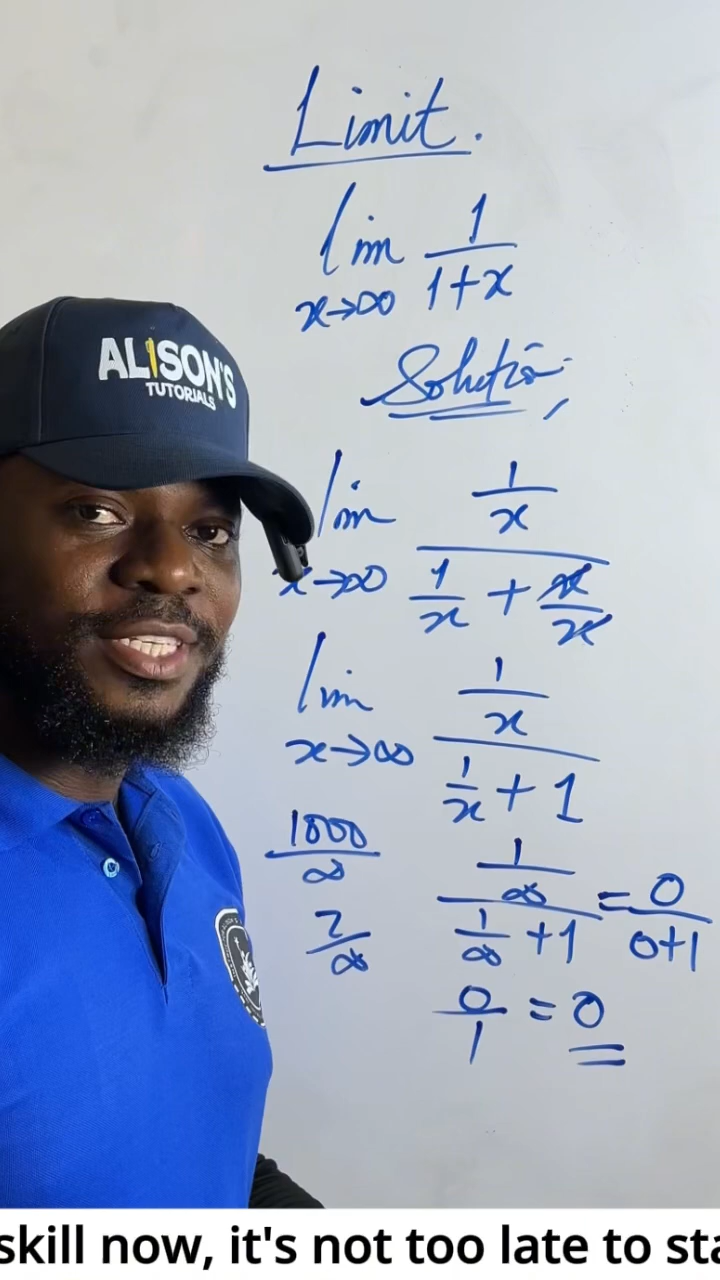 Limit.
lim x→∞ 1/(1+x)
Solution,
ALISON'S
TUTORIALS
lim x→∞ (1/x)/(1/x + x/x)
lim x→∞ (1/x)/(1/x + 1)
1000/∞
2/∞
(1/∞)/(1/∞ + 1) = 0/(0+1)
0/1 = 0
skill now, it's not too late to sta